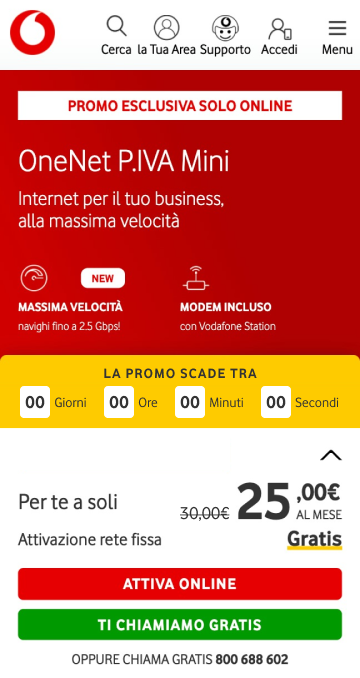 Cerca la Tua Area Supporto Accedi Menu
PROMO ESCLUSIVA SOLO ONLINE
OneNet P.IVA Mini
Internet per il tuo business,
alla massima velocità
NEW
MASSIMA VELOCITÀ MODEM INCLUSO
navighi fino a 2.5 Gbps! con Vodafone Station
LA PROMO SCADE TRA
00 Giorni 00 Ore 00 Minuti 00 Secondi
Per te a soli 30,00€ 25,00€
AL MESE
Attivazione rete fissa Gratis
ATTIVA ONLINE
TI CHIAMIAMO GRATIS
OPPURE CHIAMA GRATIS 800 688 602